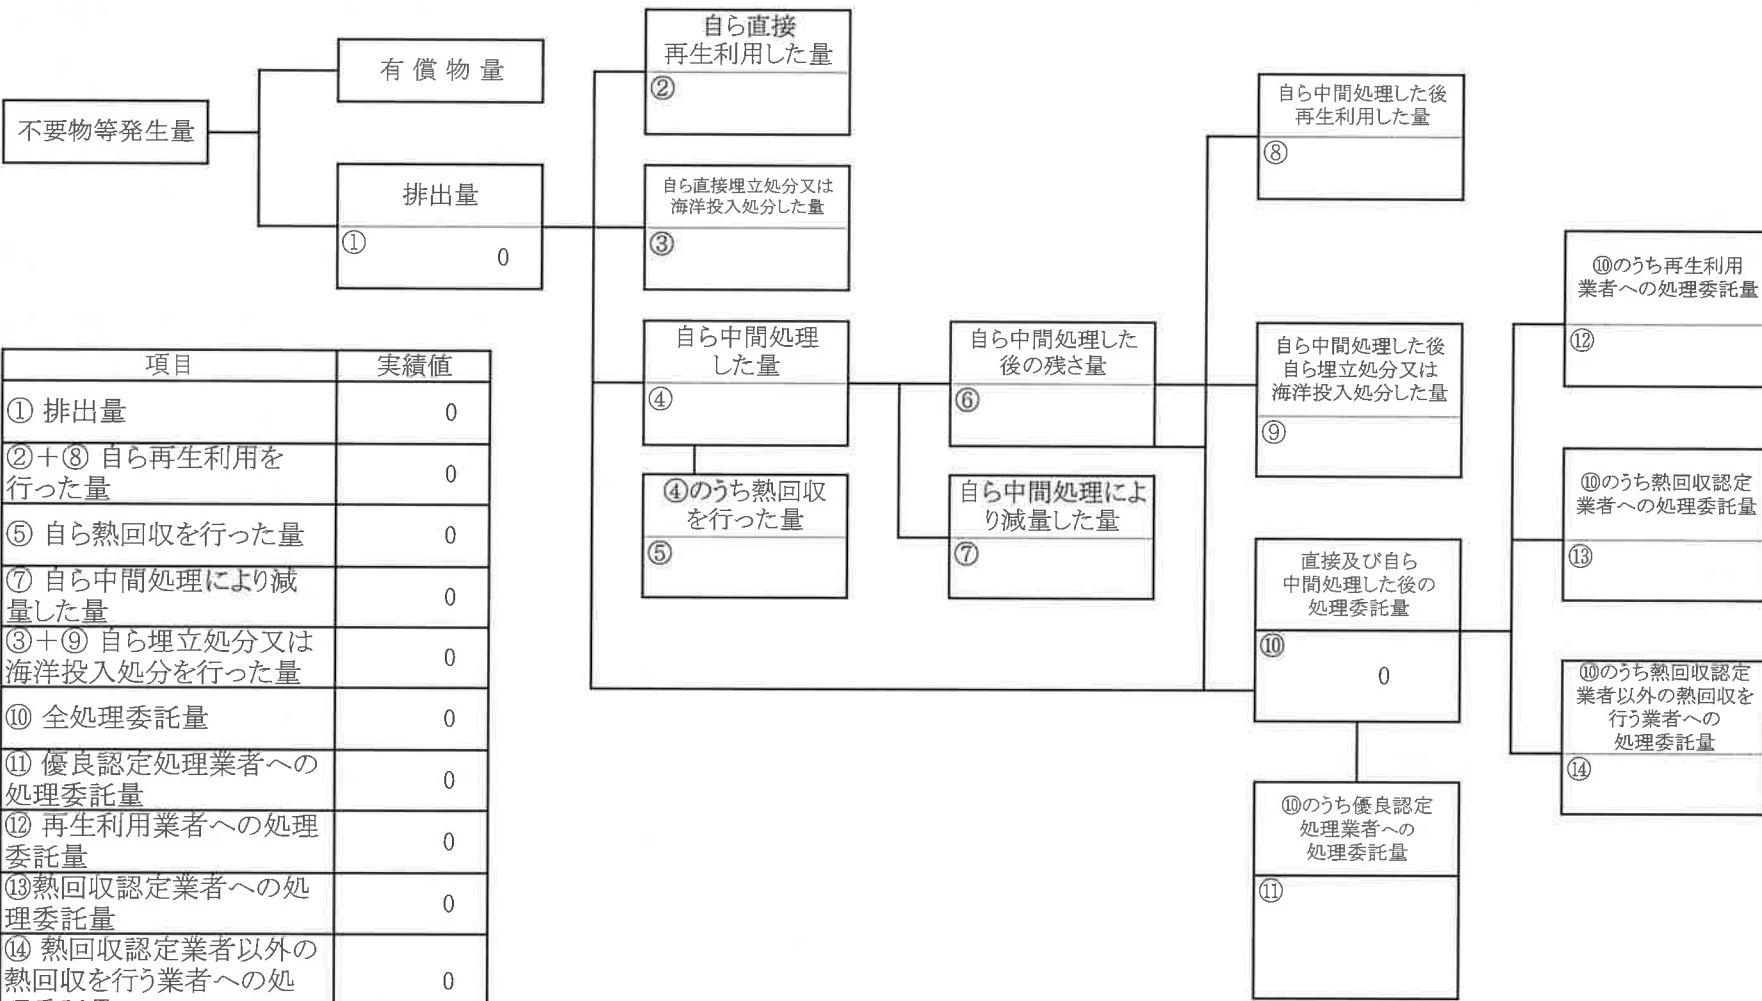 不要物等発生量
有償物量
排出量
①
0
自ら直接
再生利用した量
②
自ら直接埋立処分又は
海洋投入処分した量
③
自ら中間処理
した量
④
④のうち熱回収
を行った量
⑤
自ら中間処理した
後の残さ量
⑥
自ら中間処理によ
り減量した量
⑦
自ら中間処理した後
再生利用した量
⑧
自ら中間処理した後
自ら埋立処分又は
海洋投入処分した量
⑨
直接及び自ら
中間処理した後の
処理委託量
⑩
0
⑩のうち優良認定
処理業者への
処理委託量
⑪
⑩のうち再生利用
業者への処理委託量
⑫
⑩のうち熱回収認定
業者への処理委託量
⑬
⑩のうち熱回収認定
業者以外の熱回収を
行う業者への
処理委託量
⑭
項目 実績値
① 排出量 0
②+⑧ 自ら再生利用を
行った量 0
⑤ 自ら熱回収を行った量 0
⑦ 自ら中間処理により減
量した量 0
③+⑨ 自ら埋立処分又は
海洋投入処分を行った量 0
⑩ 全処理委託量 0
⑪ 優良認定処理業者への
処理委託量 0
⑫ 再生利用業者への処理
委託量 0
⑬熱回収認定業者への処
理委託量 0
⑭ 熱回収認定業者以外の
熱回収を行う業者への処 0